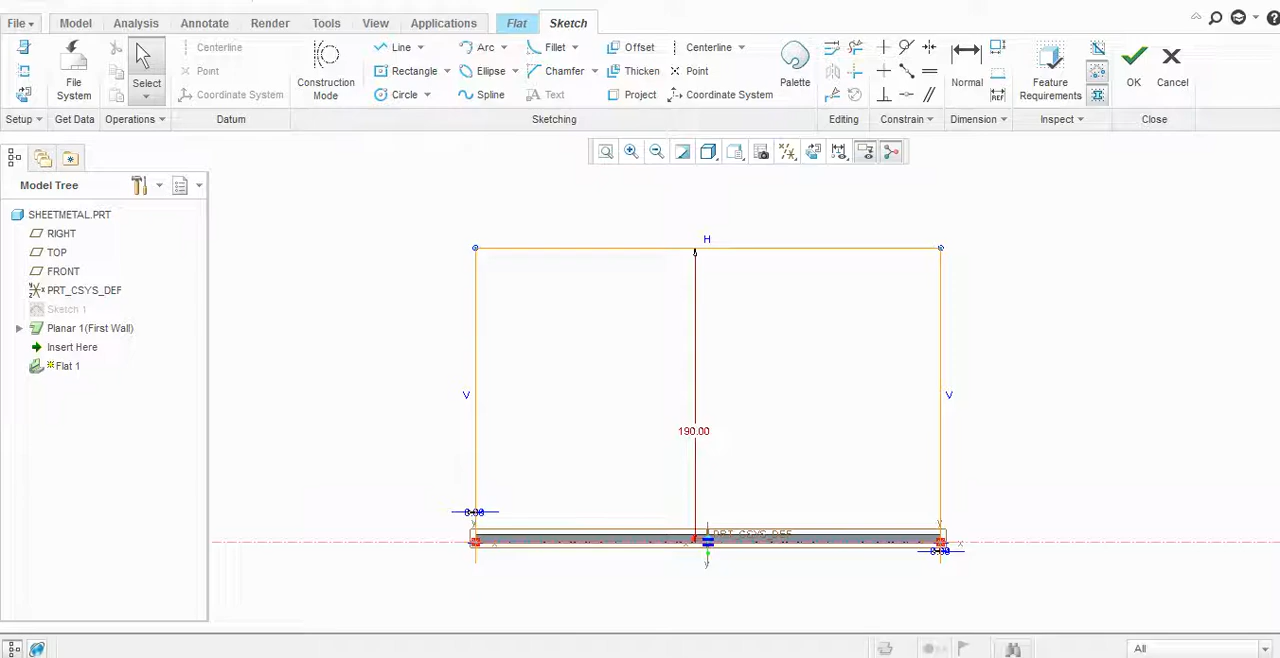 File Model Analysis Annotate Render Tools View Applications Flat Sketch
Centerline Line Arc Fillet Offset Centerline
Point Rectangle Ellipse Chamfer Thicken Point
File System Select Coordinate System Construction Mode Circle Spline Text Project Coordinate System Palette Normal Feature Requirements OK Cancel
REF
Setup Get Data Operations Datum Sketching Editing Constrain Dimension Inspect Close
Model Tree
SHEETMETAL.PRT
RIGHT
TOP
FRONT
PRT_CSYS_DEF
Sketch 1
Planar 1(First Wall)
Insert Here
Flat 1
H
V V
190.00
PRT_CSYS_DEF
y y
x
y
All